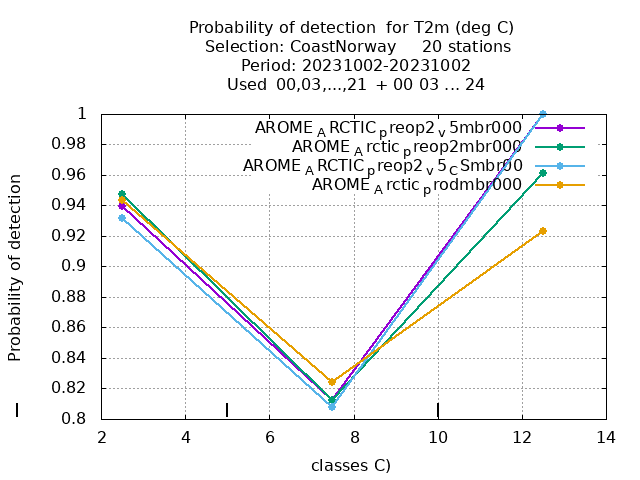 Probability of detection for T2m (deg C)
Selection: CoastNorway 20 stations
Period: 20231002-20231002
Used 00,03,...,21 + 00 03 ... 24
AROME_ARCTIC_preop2_v5mbr000
AROME_Arctic_preop2mbr000
AROME_ARCTIC_preop2_v5_CSmbr00
AROME_Arctic_prodmbr000
Probability of detection
1
0.98
0.96
0.94
0.92
0.9
0.88
0.86
0.84
0.82
0.8
2 4 6 8 10 12 14
classes C)